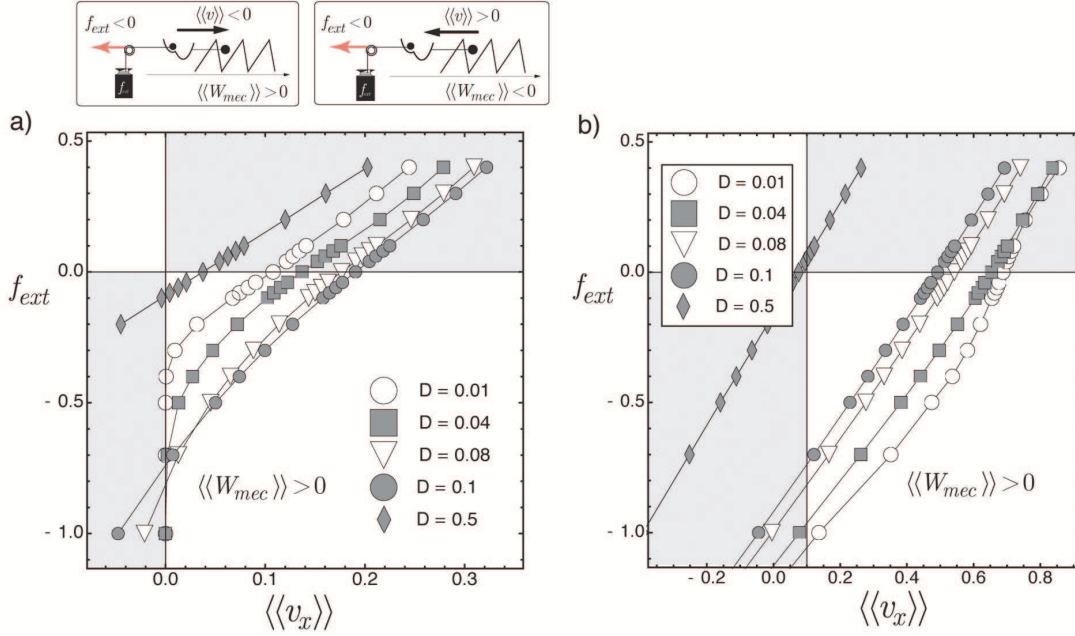 f_ext < 0
⟨⟨v⟩⟩ < 0
⟨⟨W_mec⟩⟩ > 0
f_ext < 0
⟨⟨v⟩⟩ > 0
⟨⟨W_mec⟩⟩ < 0
a)
0.5
0.0
- 0.5
- 1.0
f_ext
D = 0.01
D = 0.04
D = 0.08
D = 0.1
D = 0.5
⟨⟨W_mec⟩⟩ > 0
0.0 0.1 0.2 0.3
⟨⟨v_x⟩⟩
b)
0.5
0.0
- 0.5
- 1.0
f_ext
D = 0.01
D = 0.04
D = 0.08
D = 0.1
D = 0.5
⟨⟨W_mec⟩⟩ > 0
- 0.2 0.0 0.2 0.4 0.6 0.8
⟨⟨v_x⟩⟩